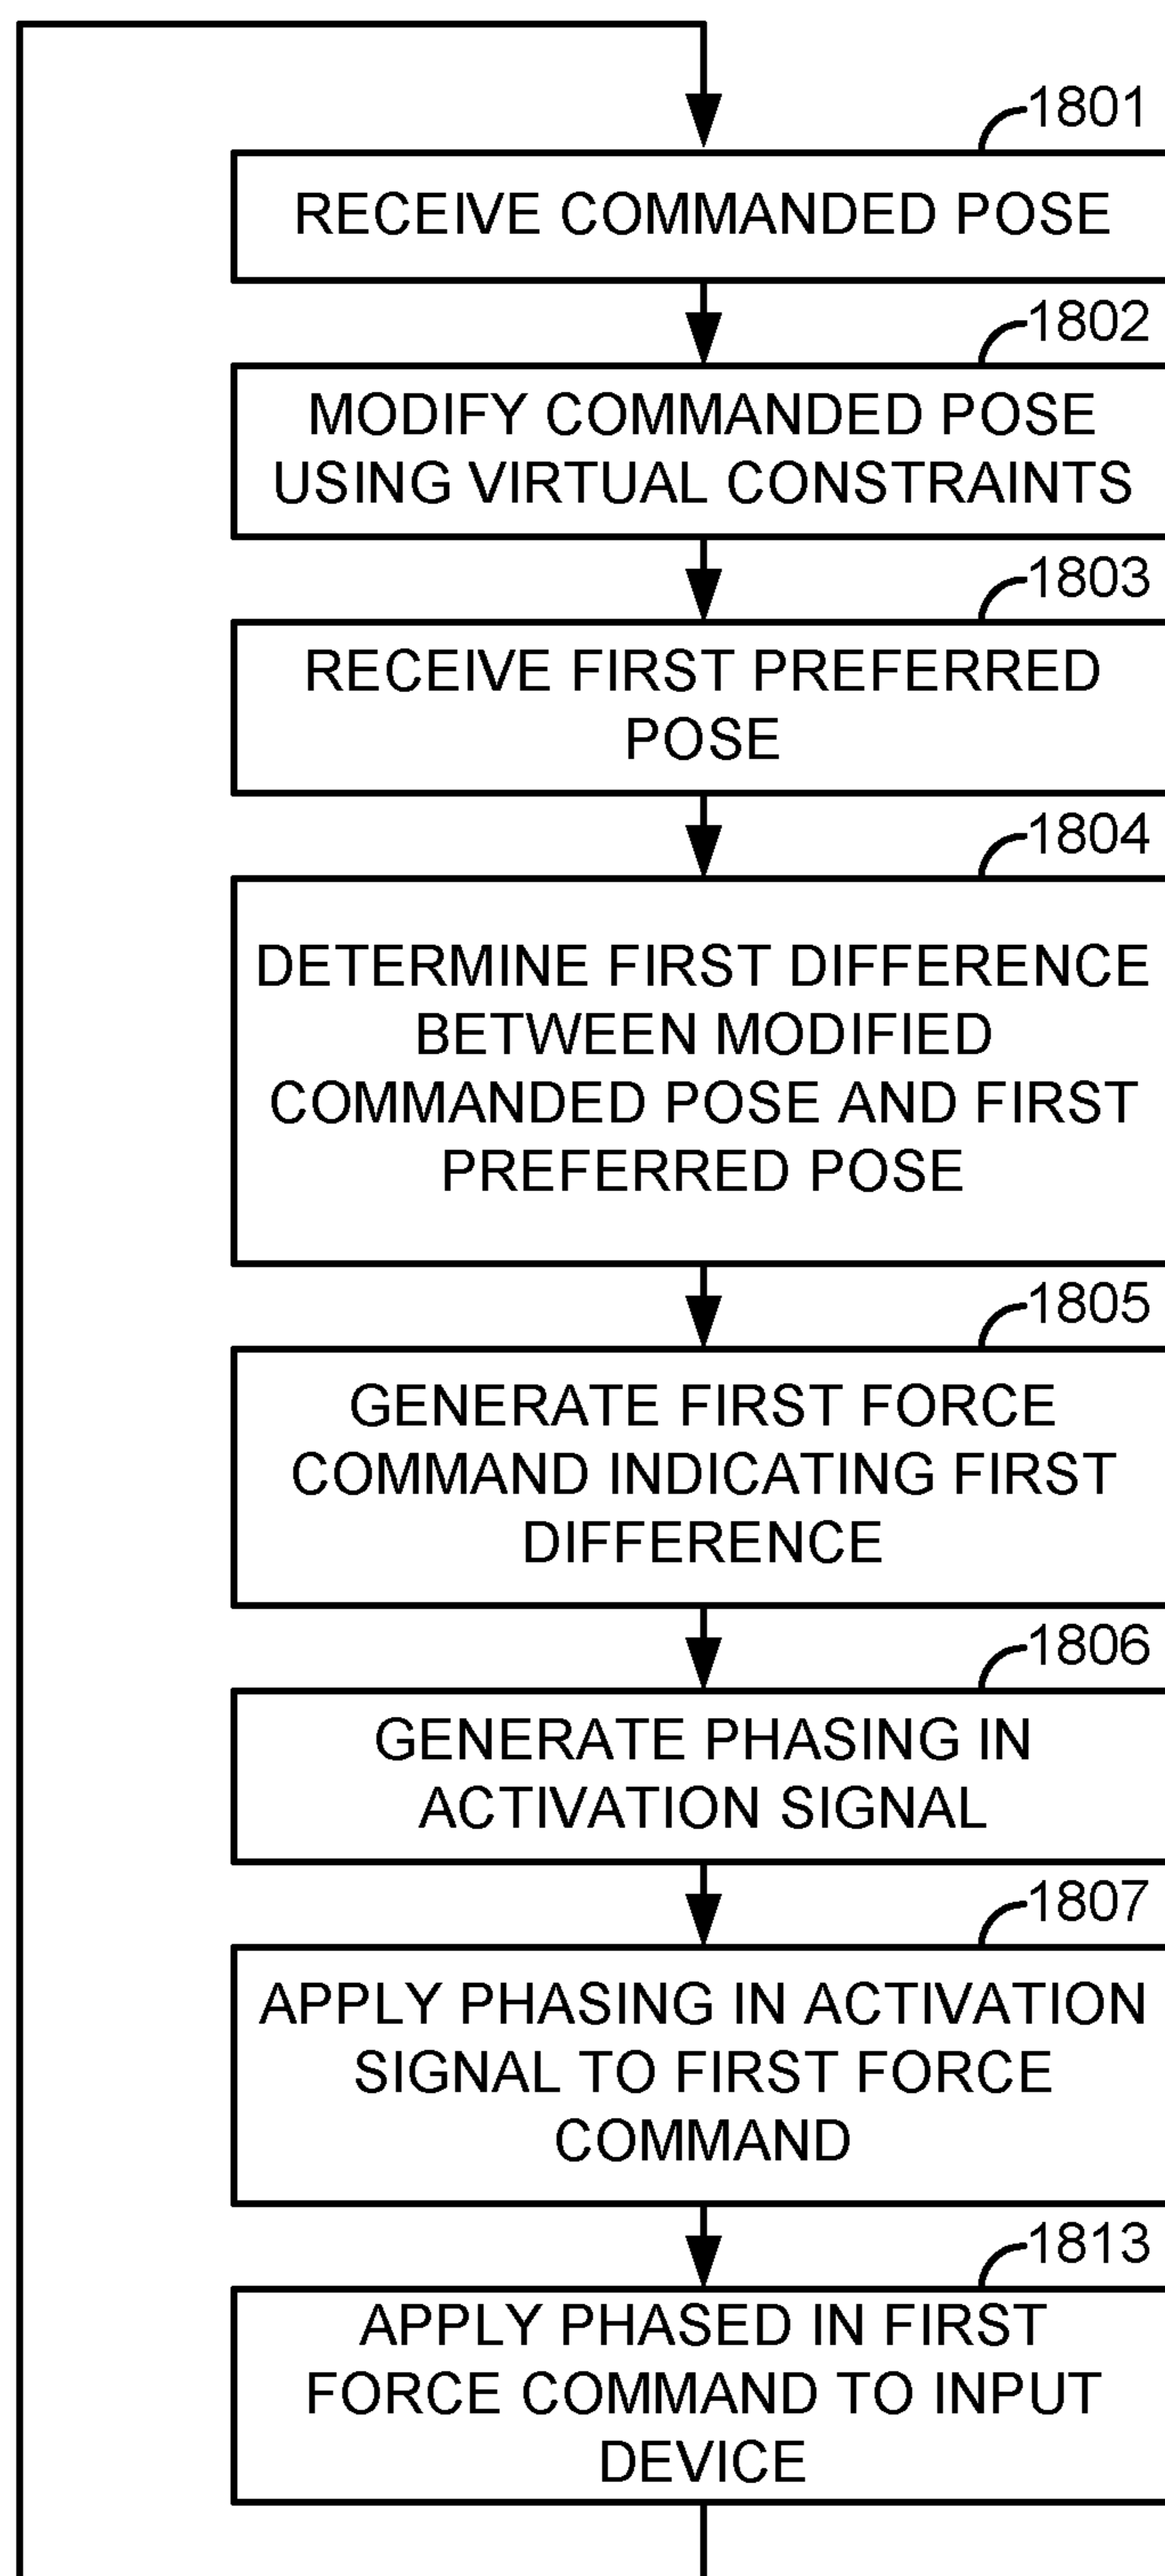 1801
RECEIVE COMMANDED POSE
1802
MODIFY COMMANDED POSE
USING VIRTUAL CONSTRAINTS
1803
RECEIVE FIRST PREFERRED
POSE
1804
DETERMINE FIRST DIFFERENCE
BETWEEN MODIFIED
COMMANDED POSE AND FIRST
PREFERRED POSE
1805
GENERATE FIRST FORCE
COMMAND INDICATING FIRST
DIFFERENCE
1806
GENERATE PHASING IN
ACTIVATION SIGNAL
1807
APPLY PHASING IN ACTIVATION
SIGNAL TO FIRST FORCE
COMMAND
1813
APPLY PHASED IN FIRST
FORCE COMMAND TO INPUT
DEVICE